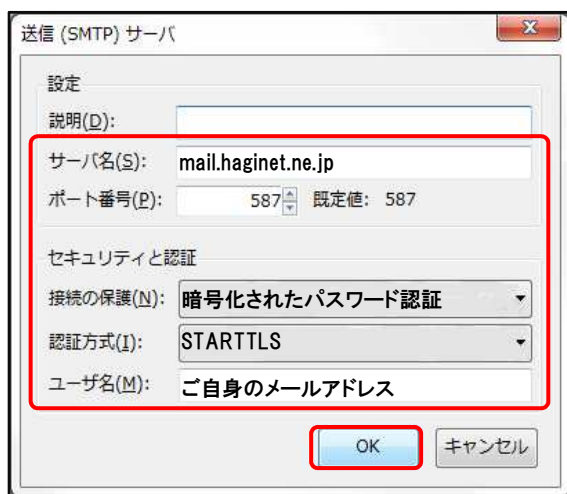 送信 (SMTP) サーバ
設定
説明(D):
サーバ名(S): mail.haginet.ne.jp
ポート番号(P): 587 既定値: 587
セキュリティと認証
接続の保護(N): 暗号化されたパスワード認証
認証方式(I): STARTTLS
ユーザ名(M): ご自身のメールアドレス
OK キャンセル